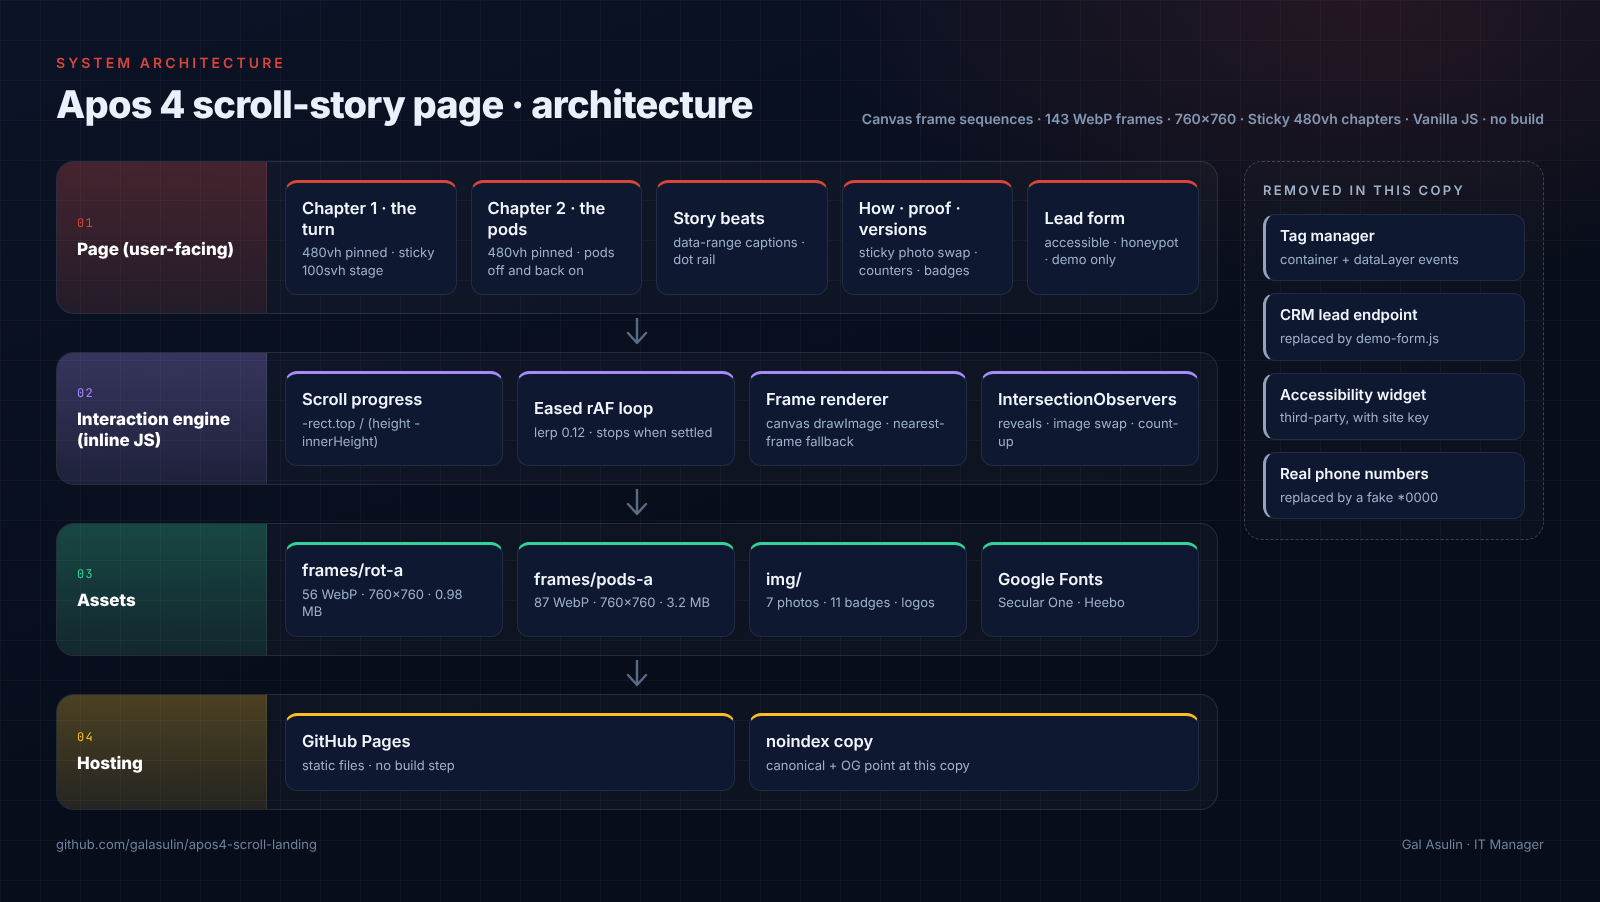 SYSTEM ARCHITECTURE
Apos 4 scroll-story page · architecture
Canvas frame sequences · 143 WebP frames · 760×760 · Sticky 480vh chapters · Vanilla JS · no build
01
Page (user-facing)
Chapter 1 · the
turn
480vh pinned · sticky
100svh stage
Chapter 2 · the
pods
480vh pinned · pods
off and back on
Story beats
data-range captions ·
dot rail
How · proof ·
versions
sticky photo swap ·
counters · badges
Lead form
accessible · honeypot
· demo only
02
Interaction engine
(inline JS)
Scroll progress
-rect.top / (height -
innerHeight)
Eased rAF loop
lerp 0.12 · stops when settled
Frame renderer
canvas drawImage · nearest-
frame fallback
IntersectionObservers
reveals · image swap · count-
up
03
Assets
frames/rot-a
56 WebP · 760×760 · 0.98
MB
frames/pods-a
87 WebP · 760×760 · 3.2 MB
img/
7 photos · 11 badges · logos
Google Fonts
Secular One · Heebo
04
Hosting
GitHub Pages
static files · no build step
noindex copy
canonical + OG point at this copy
REMOVED IN THIS COPY
Tag manager
container + dataLayer events
CRM lead endpoint
replaced by demo-form.js
Accessibility widget
third-party, with site key
Real phone numbers
replaced by a fake *0000
github.com/galasulin/apos4-scroll-landing
Gal Asulin · IT Manager